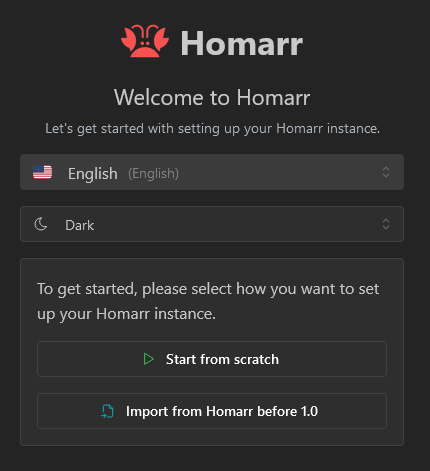 Homarr
Welcome to Homarr
Let's get started with setting up your Homarr instance.
English (English)
Dark
To get started, please select how you want to set
up your Homarr instance.
Start from scratch
Import from Homarr before 1.0